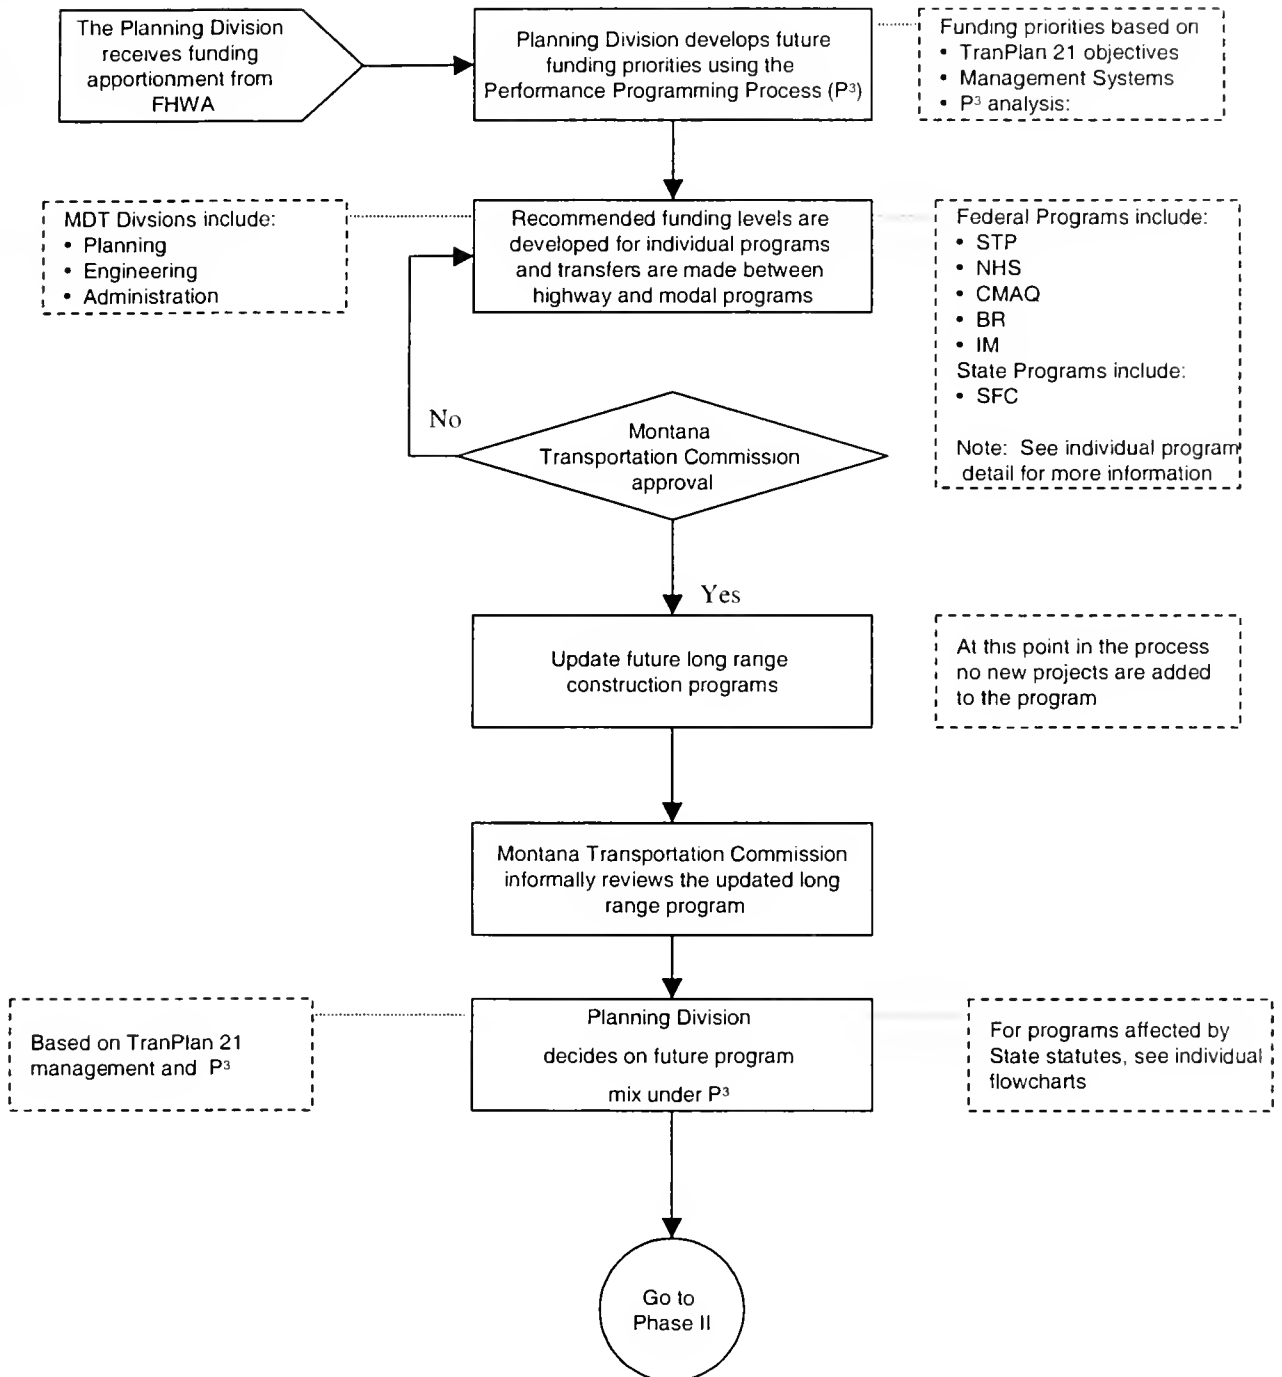 The Planning Division
receives funding
apportionment from
FHWA
Planning Division develops future
funding priorities using the
Performance Programming Process (P³)
Funding priorities based on
• TranPlan 21 objectives
• Management Systems
• P³ analysis:
MDT Divsions include:
• Planning
• Engineering
• Administration
Recommended funding levels are
developed for individual programs
and transfers are made between
highway and modal programs
Federal Programs include:
• STP
• NHS
• CMAQ
• BR
• IM
State Programs include:
• SFC
Note: See individual program
detail for more information
No
Montana
Transportation Commission
approval
Yes
Update future long range
construction programs
At this point in the process
no new projects are added
to the program
Montana Transportation Commission
informally reviews the updated long
range program
Based on TranPlan 21
management and P³
Planning Division
decides on future program
mix under P³
For programs affected by
State statutes, see individual
flowcharts
Go to
Phase II